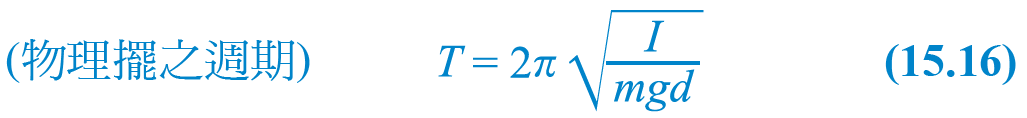 (物理擺之週期) T = 2π √(I/mgd) (15.16)